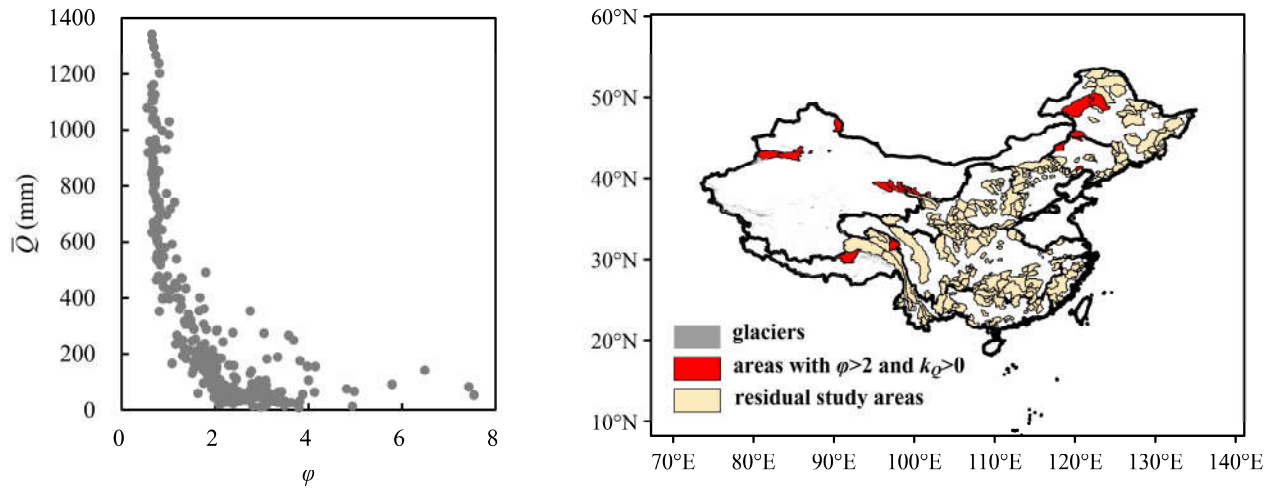 1400
1200
1000
800
600
400
200
0
Q̅ (mm)
0 2 4 6 8
φ
60°N
50°N
40°N
30°N
20°N
10°N
glaciers
areas with φ>2 and k_Q>0
residual study areas
70°E 80°E 90°E 100°E 110°E 120°E 130°E 140°E